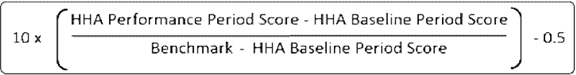 HHA Performance Period Score - HHA Baseline Period Score
10 x - 0.5
Benchmark - HHA Baseline Period Score